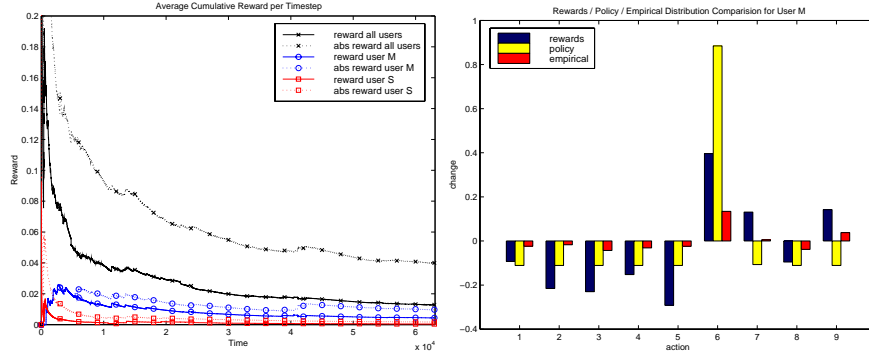 Average Cumulative Reward per Timestep
0.2
0.18
0.16
0.14
0.12
0.1
0.08
0.06
0.04
0.02
0
Reward
reward all users
abs reward all users
reward user M
abs reward user M
reward user S
abs reward user S
0 1 2 3 4 5 6
x 10^4
Time
Rewards / Policy / Empirical Distribution Comparision for User M
1
0.8
0.6
0.4
0.2
0
−0.2
−0.4
change
rewards
policy
empirical
1 2 3 4 5 6 7 8 9
action